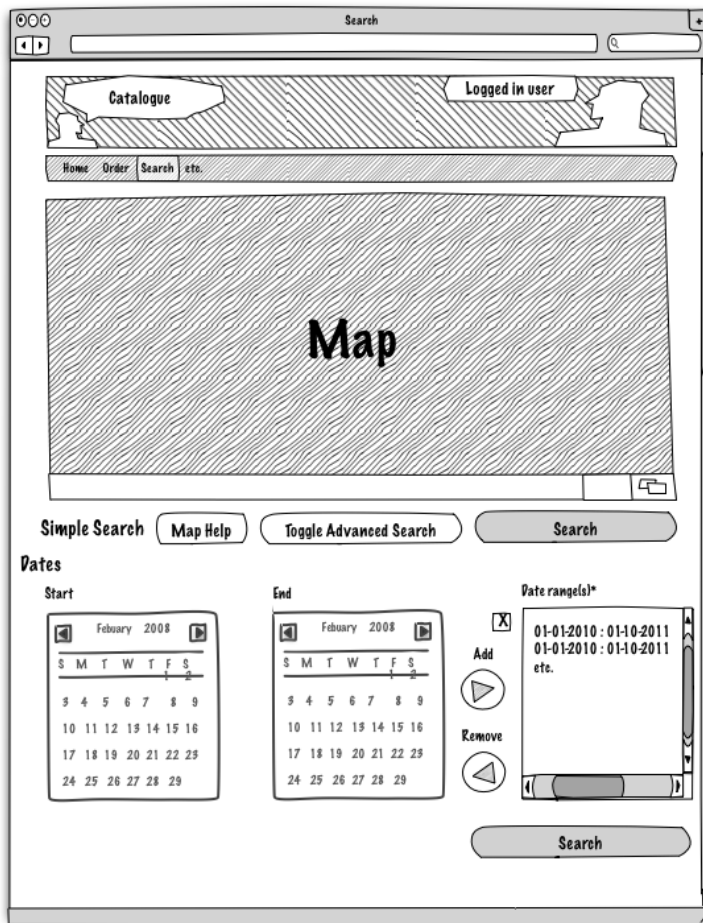 Search
Catalogue
Logged in user
Home Order Search etc.
Map
Simple Search Map Help Toggle Advanced Search Search
Dates
Start
Febuary 2008
S M T W T F S
1 2
3 4 5 6 7 8 9
10 11 12 13 14 15 16
17 18 19 20 21 22 23
24 25 26 27 28 29
End
Febuary 2008
S M T W T F S
1 2
3 4 5 6 7 8 9
10 11 12 13 14 15 16
17 18 19 20 21 22 23
24 25 26 27 28 29
X
Add
Remove
Date range(s)*
01-01-2010 : 01-10-2011
01-01-2010 : 01-10-2011
etc.
Search